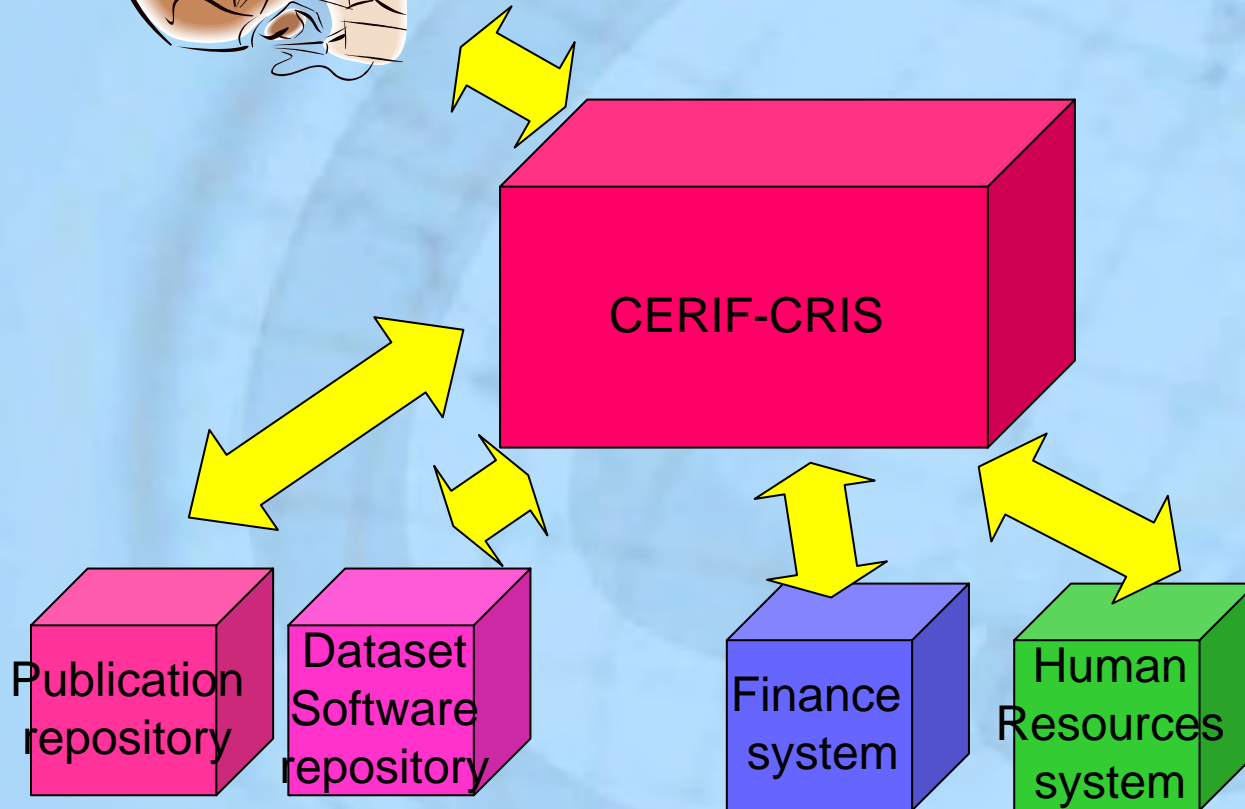 CERIF-CRIS
Publication
repository
Dataset
Software
repository
Finance
system
Human
Resources
system